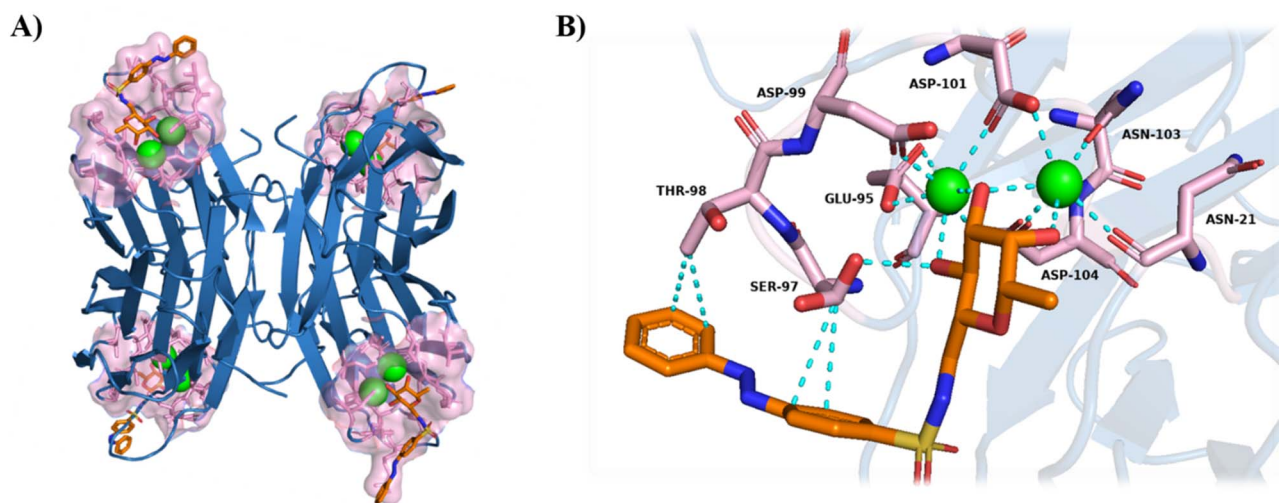 A)
B)
ASP-101
ASP-99
ASN-103
THR-98
GLU-95
ASN-21
ASP-104
SER-97